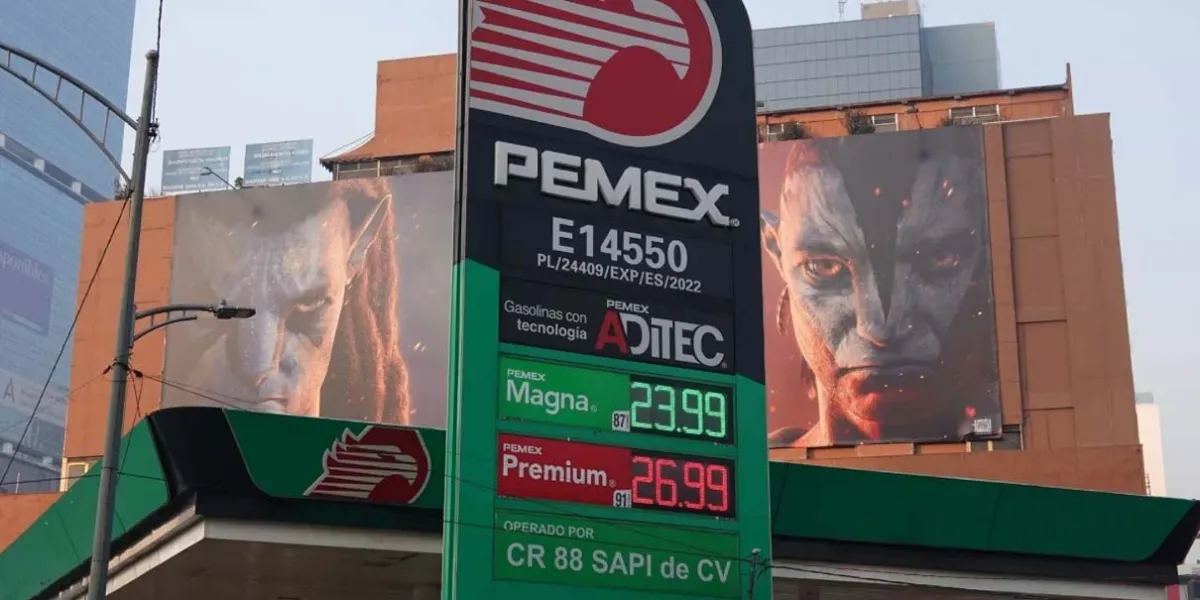 PEMEX
E14550
PL/24409/EXP/ES/2022
Gasolinas con
tecnología
PEMEX
ADiTEC
PEMEX
Magna
87
23.99
PEMEX
Premium
91
26.99
OPERADO POR
CR 88 SAPI de CV